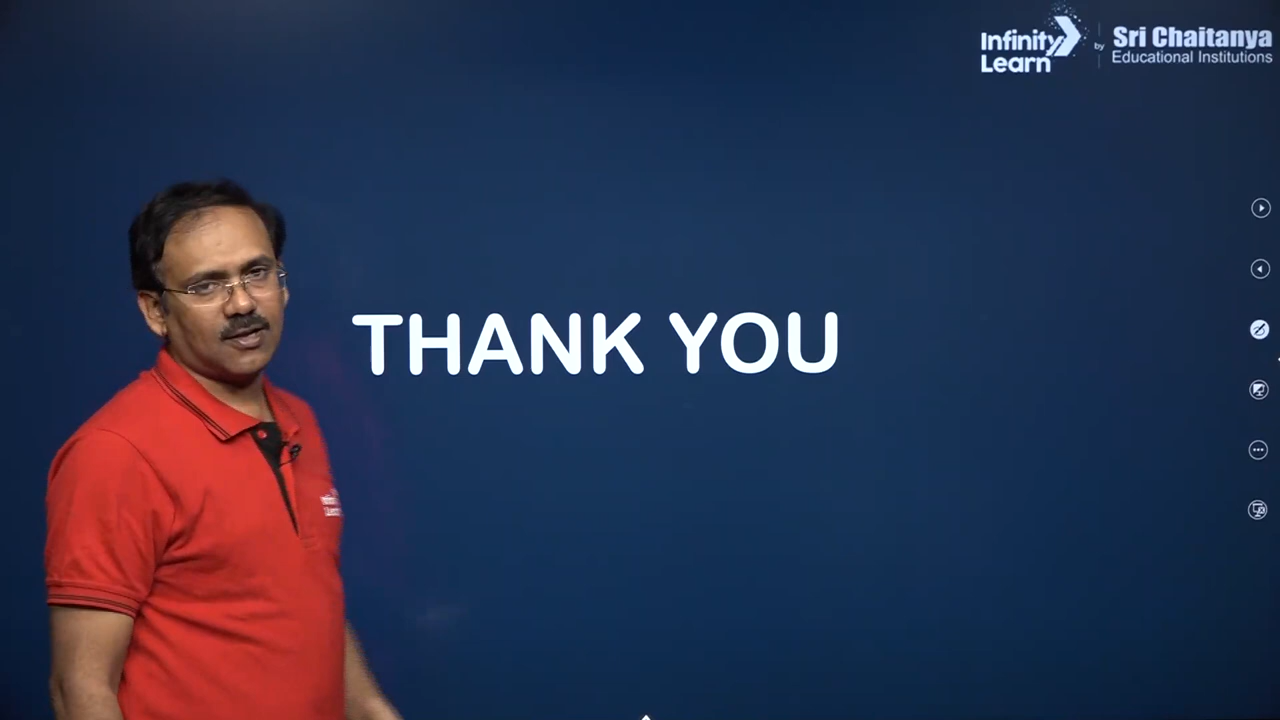 Infinity
Learn
by
Sri Chaitanya
Educational Institutions
THANK YOU